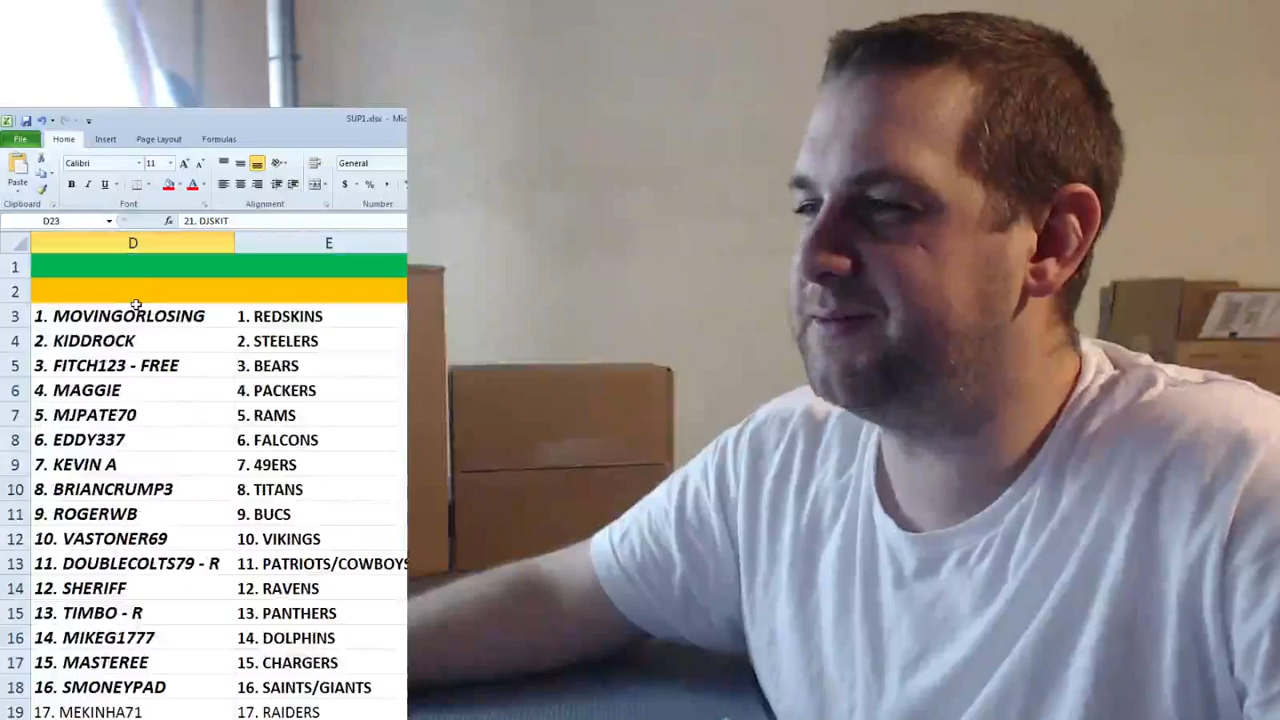 SUP1.xlsx - Mic
File Home Insert Page Layout Formulas
Calibri 11 General
Paste B I U $ % ,
Clipboard Font Alignment Number
D23 fx 21. DJSKIT
D E
1
2
3 1. MOVINGORLOSING 1. REDSKINS
4 2. KIDDROCK 2. STEELERS
5 3. FITCH123 - FREE 3. BEARS
6 4. MAGGIE 4. PACKERS
7 5. MJPATE70 5. RAMS
8 6. EDDY337 6. FALCONS
9 7. KEVIN A 7. 49ERS
10 8. BRIANCRUMP3 8. TITANS
11 9. ROGERWB 9. BUCS
12 10. VASTONER69 10. VIKINGS
13 11. DOUBLECOLTS79 - R 11. PATRIOTS/COWBOYS
14 12. SHERIFF 12. RAVENS
15 13. TIMBO - R 13. PANTHERS
16 14. MIKEG1777 14. DOLPHINS
17 15. MASTEREE 15. CHARGERS
18 16. SMONEYPAD 16. SAINTS/GIANTS
19 17. MEKINHA71 17. RAIDERS